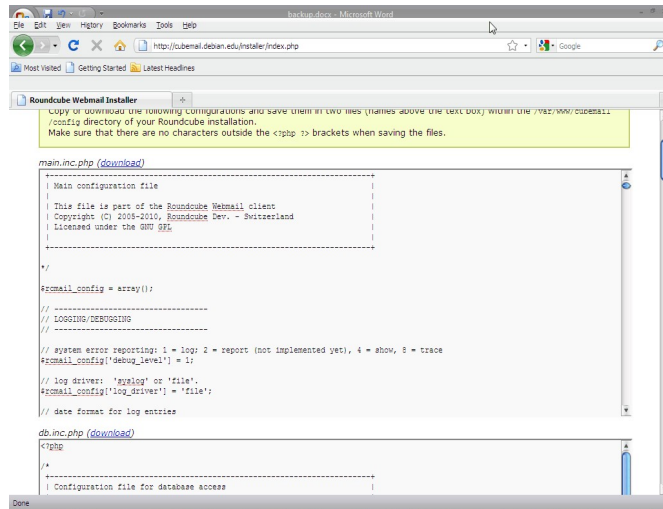 backup.docx - Microsoft Word
File Edit View History Bookmarks Tools Help
http://cubemail.debian.edu/installer/index.php
Google
Most Visited Getting Started Latest Headlines
Roundcube Webmail Installer
Copy or download the following configurations and save them in two files (names above the text box) within the /var/www/cubemail
/config directory of your Roundcube installation.
Make sure that there are no characters outside the <?php ?> brackets when saving the files.
main.inc.php (download)
+-----------------------------------------------------------------------+
| Main configuration file |
| |
| This file is part of the Roundcube Webmail client |
| Copyright (C) 2005-2010, Roundcube Dev. - Switzerland |
| Licensed under the GNU GPL |
| |
+-----------------------------------------------------------------------+
*/
$rcmail_config = array();
// ----------------------------------
// LOGGING/DEBUGGING
// ----------------------------------
// system error reporting: 1 = log; 2 = report (not implemented yet), 4 = show, 8 = trace
$rcmail_config['debug_level'] = 1;
// log driver: 'syslog' or 'file'.
$rcmail_config['log_driver'] = 'file';
// date format for log entries
db.inc.php (download)
<?php
/*
+-----------------------------------------------------------------------+
| Configuration file for database access |
Done